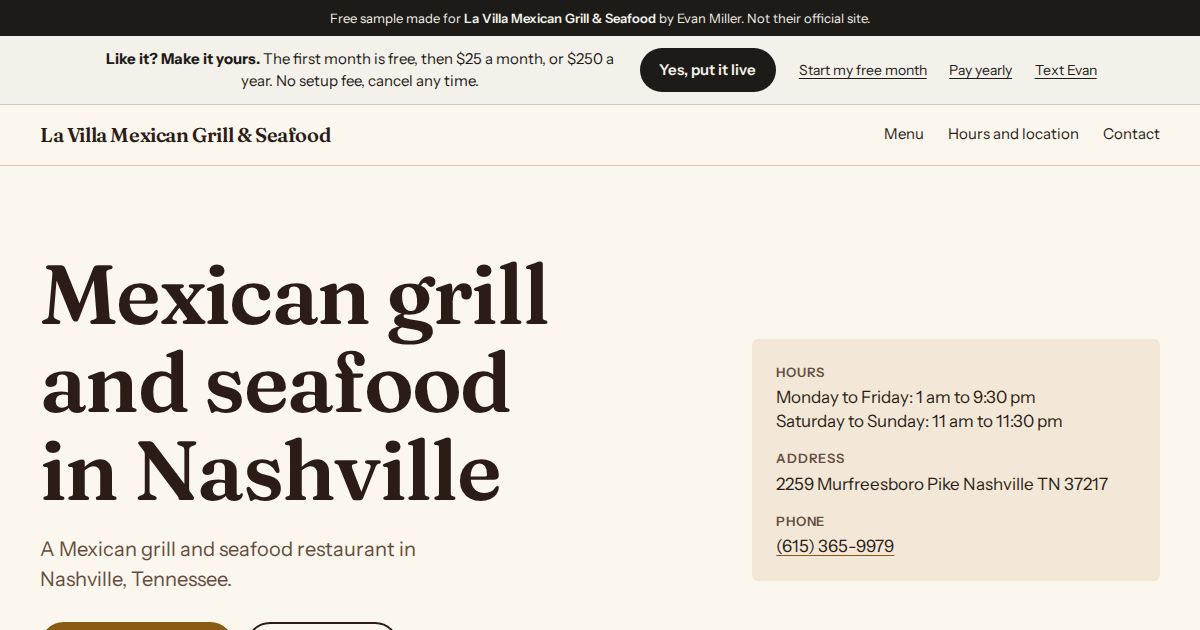 Free sample made for La Villa Mexican Grill & Seafood by Evan Miller. Not their official site.
Like it? Make it yours. The first month is free, then $25 a month, or $250 a
year. No setup fee, cancel any time.
Yes, put it live
Start my free month
Pay yearly
Text Evan
La Villa Mexican Grill & Seafood
Menu
Hours and location
Contact
Mexican grill
and seafood
in Nashville
A Mexican grill and seafood restaurant in
Nashville, Tennessee.
HOURS
Monday to Friday: 1 am to 9:30 pm
Saturday to Sunday: 11 am to 11:30 pm
ADDRESS
2259 Murfreesboro Pike Nashville TN 37217
PHONE
(615) 365-9979